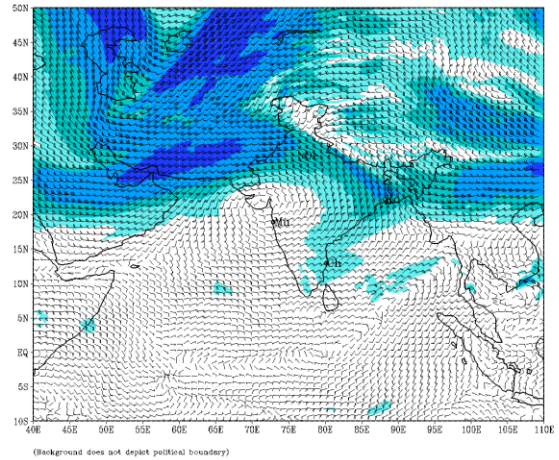 50N
45N
40N
35N
30N
25N
20N
15N
10N
5N
EQ
5S
10S
Mu
Ch
40E 45E 50E 55E 60E 65E 70E 75E 80E 85E 90E 95E 100E 105E 110E
(Background does not depict political boundary)